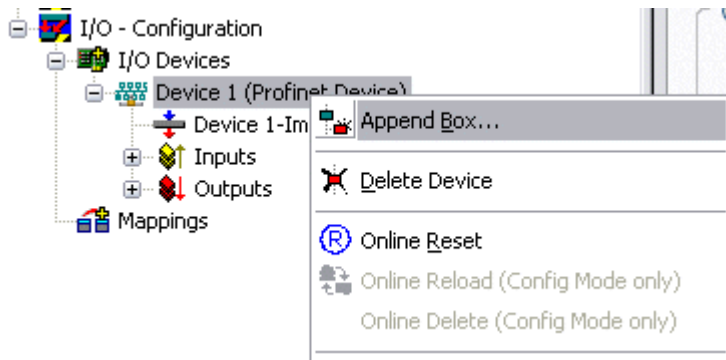 I/O - Configuration
I/O Devices
Device 1 (Profinet Device)
Device 1-Im
Inputs
Outputs
Mappings
Append Box...
Delete Device
Online Reset
Online Reload (Config Mode only)
Online Delete (Config Mode only)